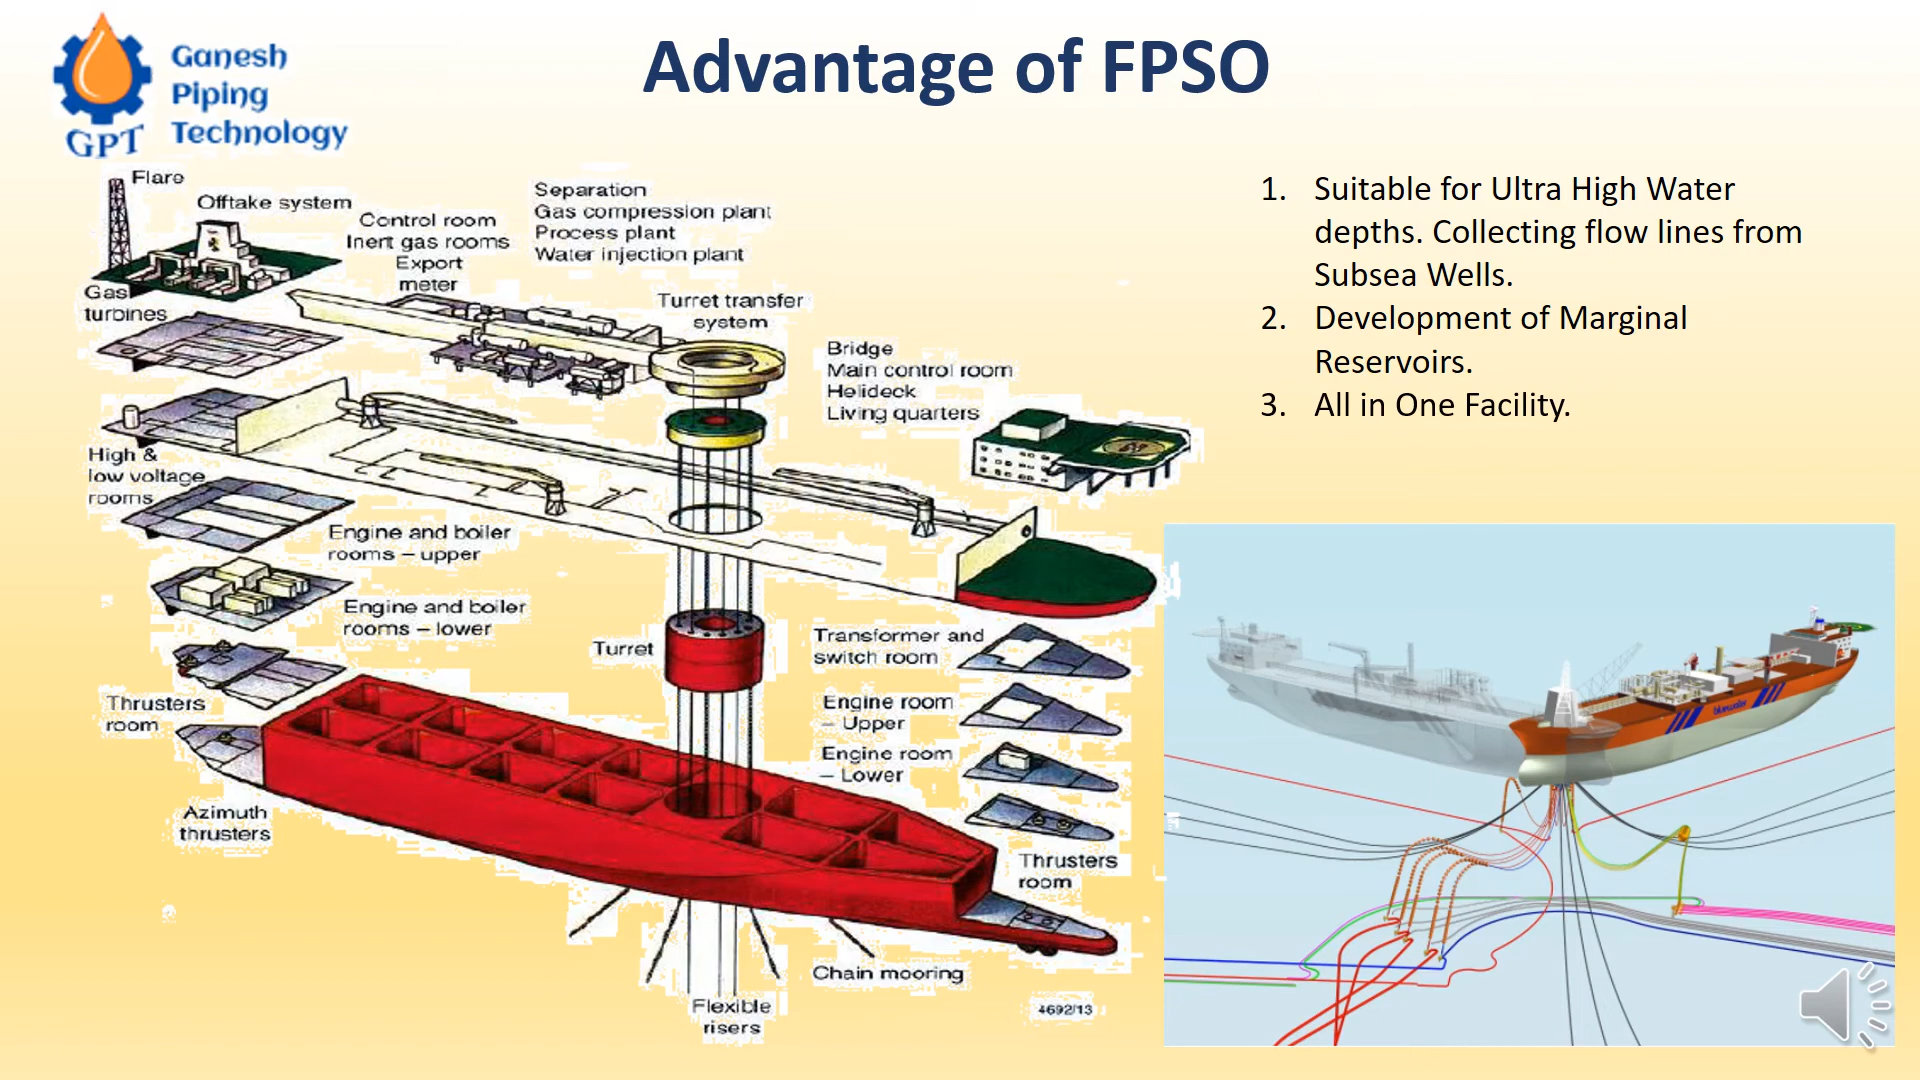 Ganesh
Piping
Technology
GPT
Advantage of FPSO
1. Suitable for Ultra High Water
depths. Collecting flow lines from
Subsea Wells.
2. Development of Marginal
Reservoirs.
3. All in One Facility.
Flare
Offtake system
Control room
Inert gas rooms
Export
meter
Separation
Gas compression plant
Process plant
Water injection plant
Gas
turbines
Turret transfer
system
Bridge
Main control room
Helideck
Living quarters
High &
low voltage
rooms
Engine and boiler
rooms – upper
Engine and boiler
rooms – lower
Turret
Transformer and
switch room
Thrusters
room
Engine room
– Upper
Engine room
– Lower
Azimuth
thrusters
Thrusters
room
Chain mooring
Flexible
risers
4692/13
bluewater